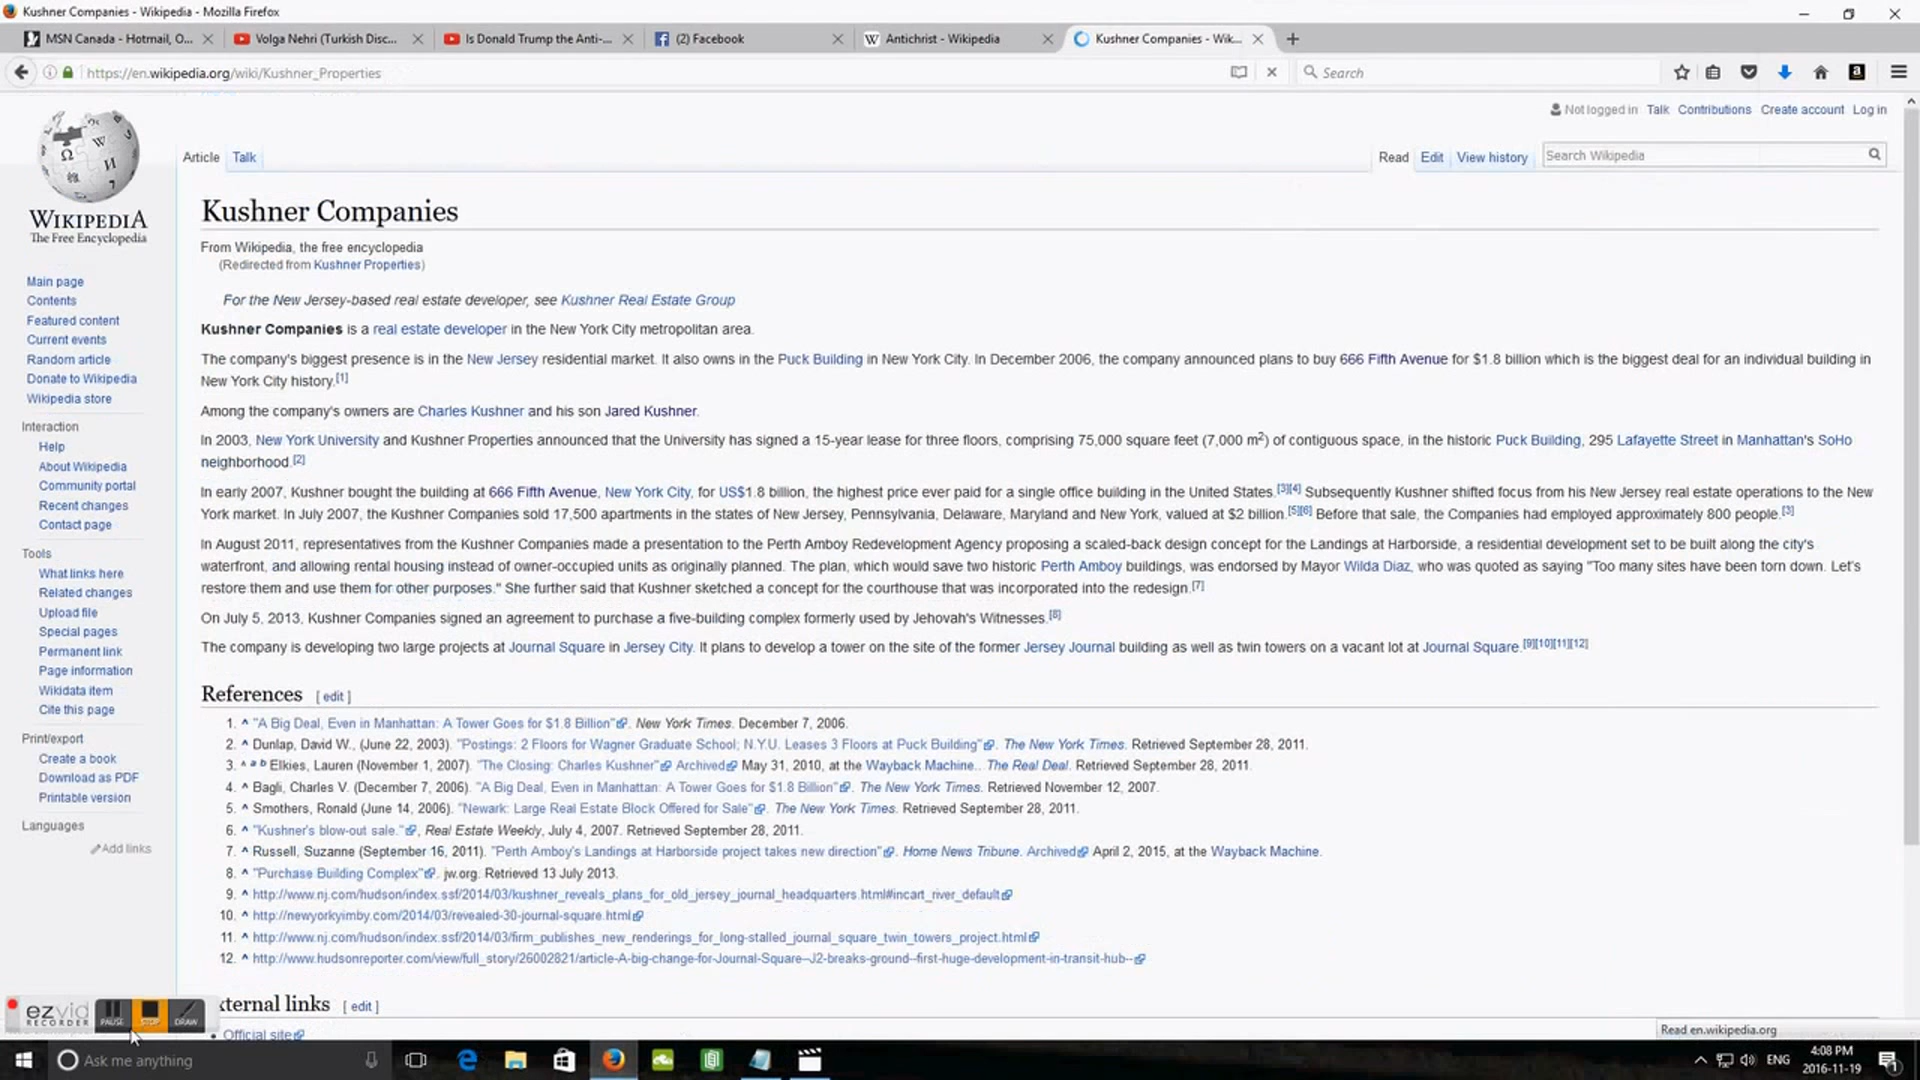 Kushner Companies - Wikipedia - Mozilla Firefox
MSN Canada - Hotmail, O...
Volga Nehri (Turkish Disc...
Is Donald Trump the Anti-...
(2) Facebook
Antichrist - Wikipedia
Kushner Companies - Wik...
https://en.wikipedia.org/wiki/Kushner_Properties
Search
Not logged in Talk Contributions Create account Log in
Article Talk
Read Edit View history
Search Wikipedia
WIKIPEDIA
The Free Encyclopedia
Main page
Contents
Featured content
Current events
Random article
Donate to Wikipedia
Wikipedia store
Interaction
Help
About Wikipedia
Community portal
Recent changes
Contact page
Tools
What links here
Related changes
Upload file
Special pages
Permanent link
Page information
Wikidata item
Cite this page
Print/export
Create a book
Download as PDF
Printable version
Languages
Add links
Kushner Companies
From Wikipedia, the free encyclopedia
(Redirected from Kushner Properties)
For the New Jersey-based real estate developer, see Kushner Real Estate Group
Kushner Companies is a real estate developer in the New York City metropolitan area.
The company's biggest presence is in the New Jersey residential market. It also owns in the Puck Building in New York City. In December 2006, the company announced plans to buy 666 Fifth Avenue for $1.8 billion which is the biggest deal for an individual building in
New York City history.[1]
Among the company's owners are Charles Kushner and his son Jared Kushner.
In 2003, New York University and Kushner Properties announced that the University has signed a 15-year lease for three floors, comprising 75,000 square feet (7,000 m2) of contiguous space, in the historic Puck Building, 295 Lafayette Street in Manhattan's SoHo
neighborhood.[2]
In early 2007, Kushner bought the building at 666 Fifth Avenue, New York City, for US$1.8 billion, the highest price ever paid for a single office building in the United States.[3][4] Subsequently Kushner shifted focus from his New Jersey real estate operations to the New
York market. In July 2007, the Kushner Companies sold 17,500 apartments in the states of New Jersey, Pennsylvania, Delaware, Maryland and New York, valued at $2 billion.[5][6] Before that sale, the Companies had employed approximately 800 people.[3]
In August 2011, representatives from the Kushner Companies made a presentation to the Perth Amboy Redevelopment Agency proposing a scaled-back design concept for the Landings at Harborside, a residential development set to be built along the city's
waterfront, and allowing rental housing instead of owner-occupied units as originally planned. The plan, which would save two historic Perth Amboy buildings, was endorsed by Mayor Wilda Diaz, who was quoted as saying "Too many sites have been torn down. Let's
restore them and use them for other purposes." She further said that Kushner sketched a concept for the courthouse that was incorporated into the redesign.[7]
On July 5, 2013, Kushner Companies signed an agreement to purchase a five-building complex formerly used by Jehovah's Witnesses.[8]
The company is developing two large projects at Journal Square in Jersey City. It plans to develop a tower on the site of the former Jersey Journal building as well as twin towers on a vacant lot at Journal Square.[9][10][11][12]
References [ edit ]
1. ^ "A Big Deal, Even in Manhattan: A Tower Goes for $1.8 Billion". New York Times. December 7, 2006.
2. ^ Dunlap, David W., (June 22, 2003). "Postings: 2 Floors for Wagner Graduate School; N.Y.U. Leases 3 Floors at Puck Building". The New York Times. Retrieved September 28, 2011.
3. ^ a b Elkies, Lauren (November 1, 2007). "The Closing: Charles Kushner" Archived May 31, 2010, at the Wayback Machine.. The Real Deal. Retrieved September 28, 2011.
4. ^ Bagli, Charles V. (December 7, 2006). "A Big Deal, Even in Manhattan: A Tower Goes for $1.8 Billion". The New York Times. Retrieved November 12, 2007.
5. ^ Smothers, Ronald (June 14, 2006). "Newark: Large Real Estate Block Offered for Sale". The New York Times. Retrieved September 28, 2011.
6. ^ "Kushner's blow-out sale.", Real Estate Weekly, July 4, 2007. Retrieved September 28, 2011.
7. ^ Russell, Suzanne (September 16, 2011). "Perth Amboy's Landings at Harborside project takes new direction". Home News Tribune. Archived April 2, 2015, at the Wayback Machine.
8. ^ "Purchase Building Complex". jw.org. Retrieved 13 July 2013.
9. ^ http://www.nj.com/hudson/index.ssf/2014/03/kushner_reveals_plans_for_old_jersey_journal_headquarters.html#incart_river_default
10. ^ http://newyorkyimby.com/2014/03/revealed-30-journal-square.html
11. ^ http://www.nj.com/hudson/index.ssf/2014/03/firm_publishes_new_renderings_for_long-stalled_journal_square_twin_towers_project.html
12. ^ http://www.hudsonreporter.com/view/full_story/26002821/article-A-big-change-for-Journal-Square--J2-breaks-ground--first-huge-development-in-transit-hub--
xternal links [ edit ]
Official site
ezvid
RECORDER
PAUSE
STOP
DRAW
Read en.wikipedia.org
Ask me anything
ENG
4:08 PM
2016-11-19